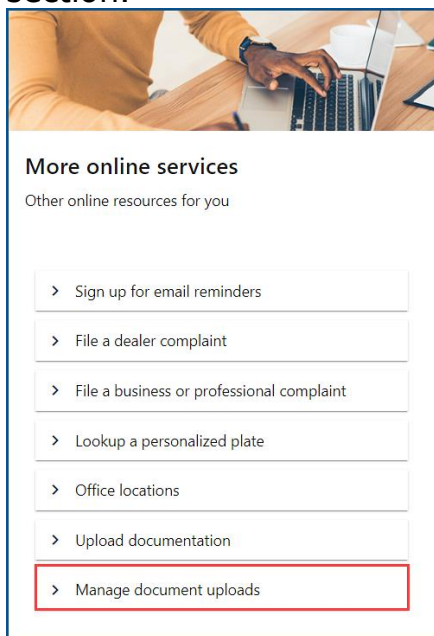 section.
More online services
Other online resources for you
> Sign up for email reminders
> File a dealer complaint
> File a business or professional complaint
> Lookup a personalized plate
> Office locations
> Upload documentation
> Manage document uploads